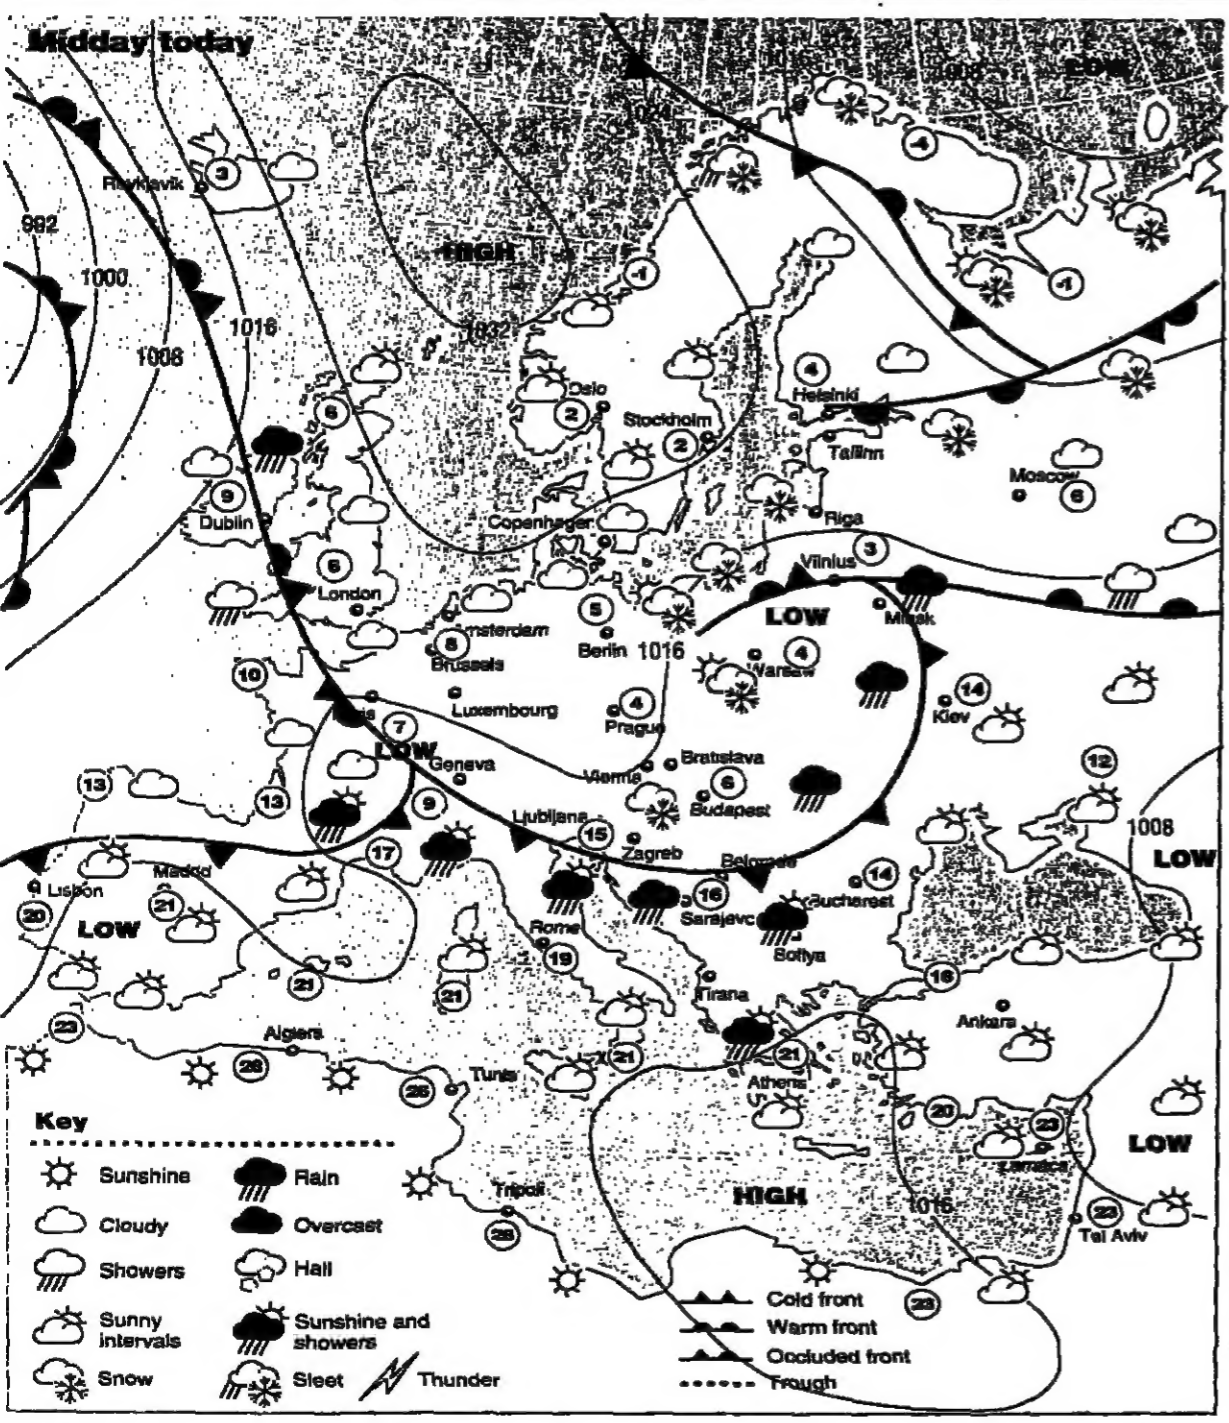 Midday today
1008
LOW
1024
-4
Reykjavik
3
992
HIGH
1000
-1
-1
1016
1032
1008
4
Oslo
Helsinki
6
2
Stockholm
2
Tallinn
Moscow
6
9
Dublin
Copenhagen
Riga
3
Vilnius
6
London
5
LOW
Minsk
Amsterdam
8
Berlin
1016
4
Brussels
Warsaw
10
14
Luxembourg
4
Kiev
7
Prague
LOW
Geneva
Bratislava
Vienna
6
12
13
13
9
Budapest
Ljubljana
15
1008
Zagreb
17
Belgrade
LOW
Madrid
14
Lisbon
16
20
21
Bucharest
Sarajevo
LOW
Rome
Sofiya
19
21
21
Tirana
23
Ankara
Algiers
21
21
Tunis
Athens
20
23
Key
LOW
Larnaca
Sunshine
Rain
Tripoli
HIGH
1016
23
Cloudy
Overcast
Tel Aviv
Showers
Hail
Cold front
Sunny
intervals
Sunshine and
showers
Warm front
Occluded front
Snow
Sleet
Thunder
Trough